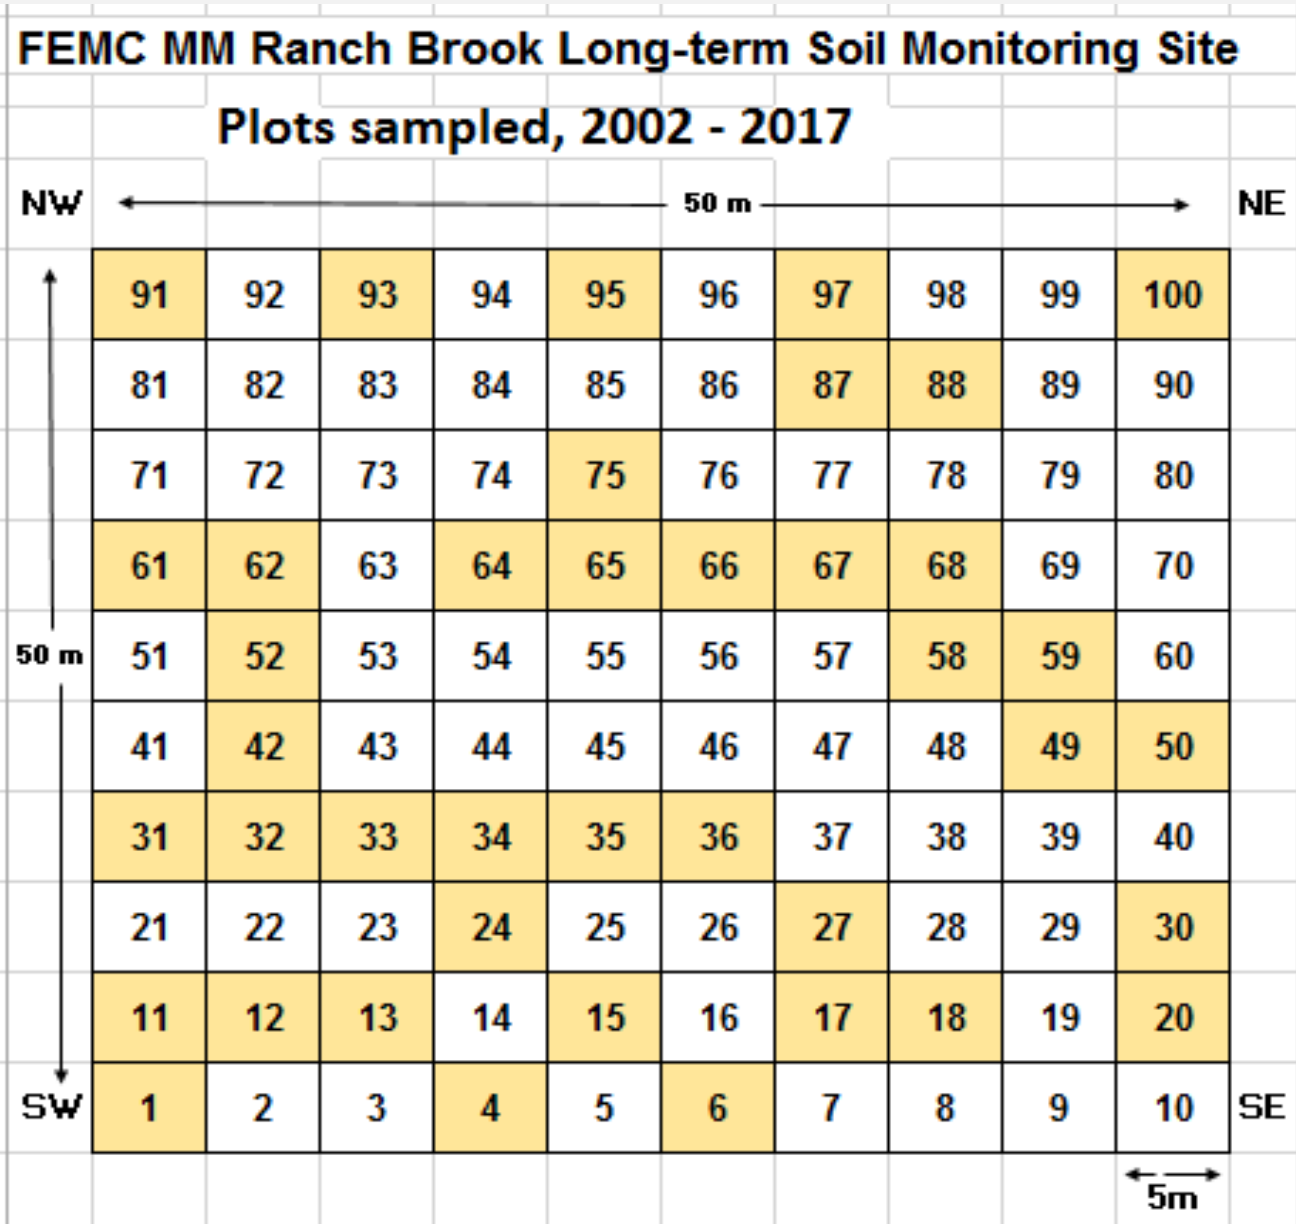 FEMC MM Ranch Brook Long-term Soil Monitoring Site
Plots sampled, 2002 - 2017
NW 50 m NE
91 92 93 94 95 96 97 98 99 100
81 82 83 84 85 86 87 88 89 90
71 72 73 74 75 76 77 78 79 80
61 62 63 64 65 66 67 68 69 70
50 m 51 52 53 54 55 56 57 58 59 60
41 42 43 44 45 46 47 48 49 50
31 32 33 34 35 36 37 38 39 40
21 22 23 24 25 26 27 28 29 30
11 12 13 14 15 16 17 18 19 20
SW 1 2 3 4 5 6 7 8 9 10 SE
5m